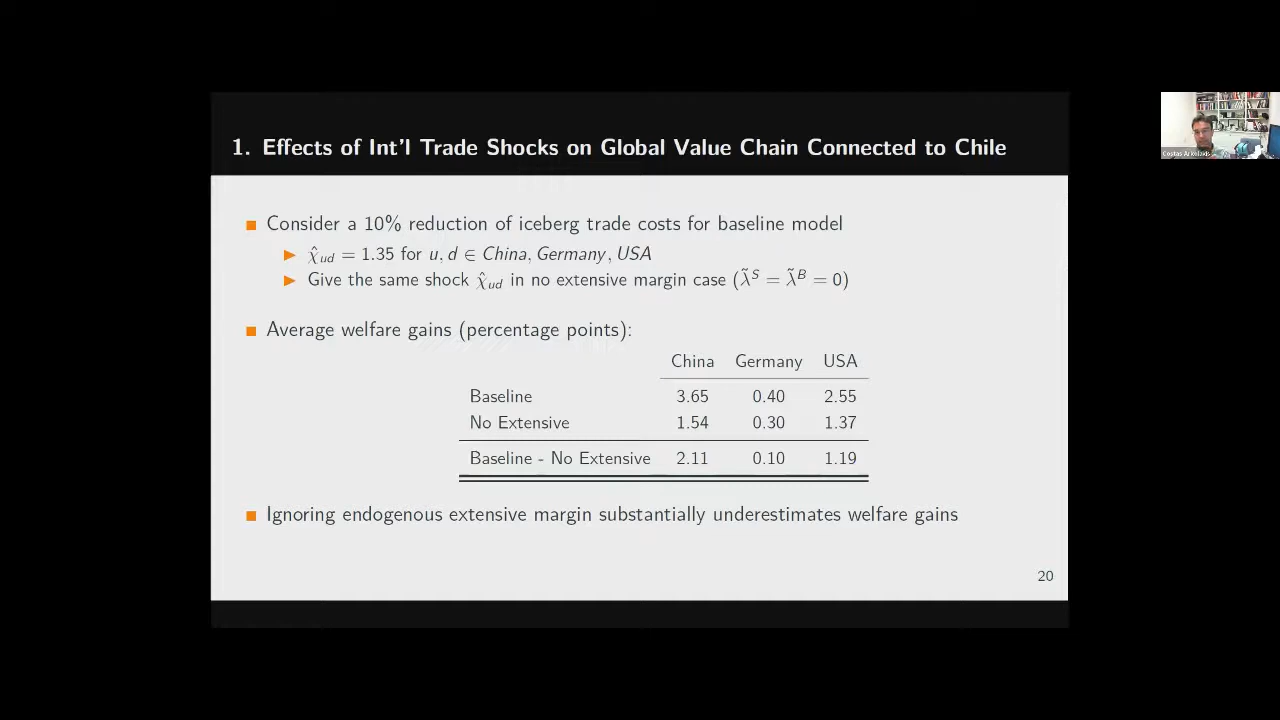 1. Effects of Int'l Trade Shocks on Global Value Chain Connected to Chile
Costas Arkolakis
Consider a 10% reduction of iceberg trade costs for baseline model
χ̂_ud = 1.35 for u, d ∈ China, Germany, USA
Give the same shock χ̂_ud in no extensive margin case (λ̃^S = λ̃^B = 0)
Average welfare gains (percentage points):
China Germany USA
Baseline 3.65 0.40 2.55
No Extensive 1.54 0.30 1.37
Baseline - No Extensive 2.11 0.10 1.19
Ignoring endogenous extensive margin substantially underestimates welfare gains
20